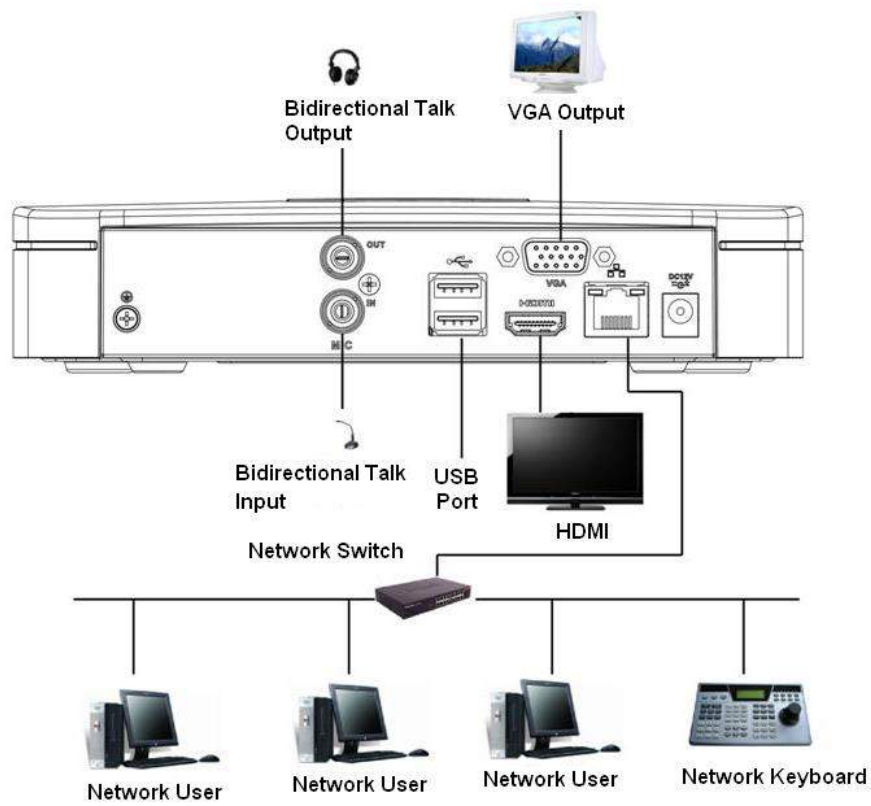 Bidirectional Talk
Output
VGA Output
OUT
VGA
DC12V
IN
HDMI
MIC
Bidirectional Talk
Input
USB
Port
HDMI
Network Switch
Network User
Network User
Network User
Network Keyboard